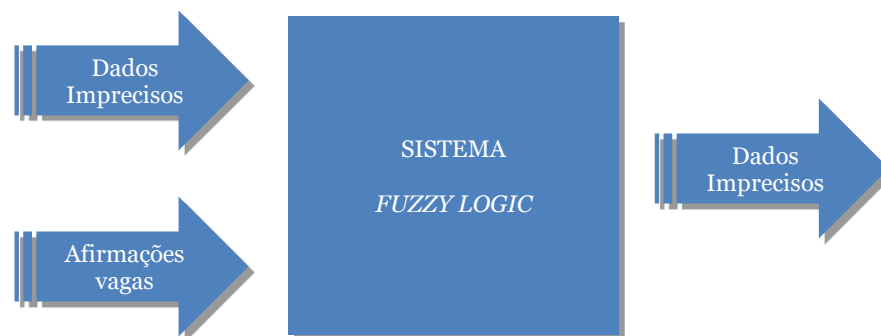 Dados
Imprecisos
Afirmações
vagas
SISTEMA
FUZZY LOGIC
Dados
Imprecisos